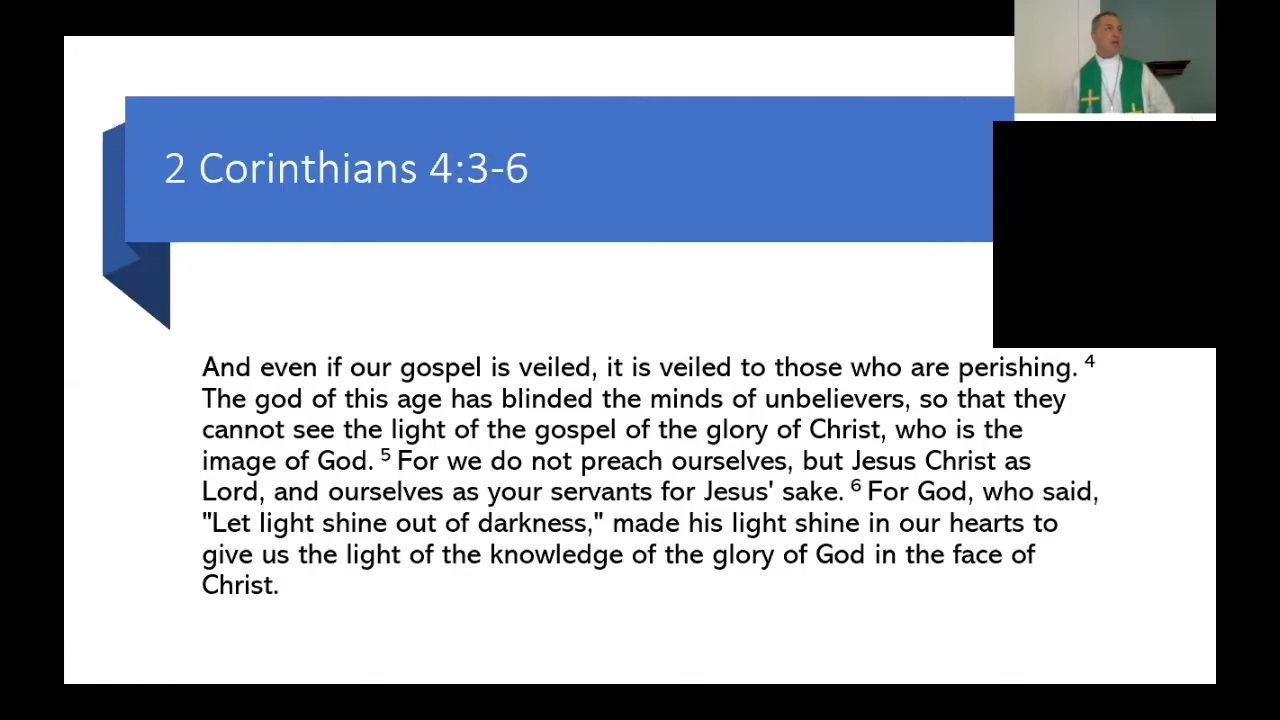 2 Corinthians 4:3-6
And even if our gospel is veiled, it is veiled to those who are perishing. 4
The god of this age has blinded the minds of unbelievers, so that they
cannot see the light of the gospel of the glory of Christ, who is the
image of God. 5 For we do not preach ourselves, but Jesus Christ as
Lord, and ourselves as your servants for Jesus' sake. 6 For God, who said,
"Let light shine out of darkness," made his light shine in our hearts to
give us the light of the knowledge of the glory of God in the face of
Christ.